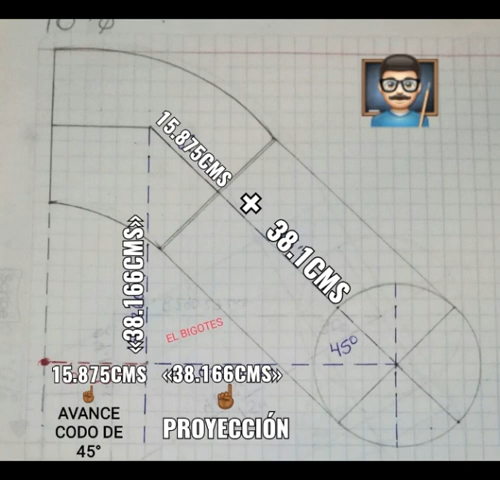 10"φ
15.875CMS
+
38.1CMS
«38.166CMS»
EL BIGOTES
45°
15.875CMS «38.166CMS»
AVANCE
CODO DE
45°
PROYECCIÓN